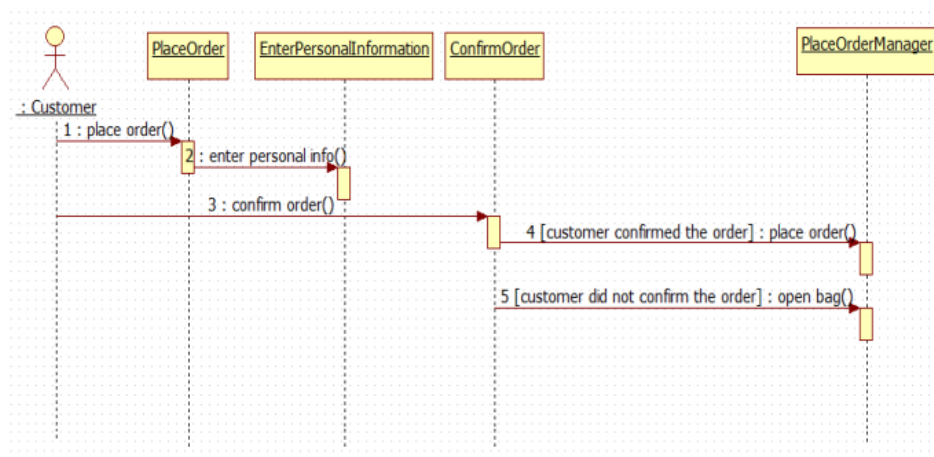 PlaceOrder
EnterPersonalInformation
ConfirmOrder
PlaceOrderManager
: Customer
1 : place order()
2 : enter personal info()
3 : confirm order()
4 [customer confirmed the order] : place order()
5 [customer did not confirm the order] : open bag()